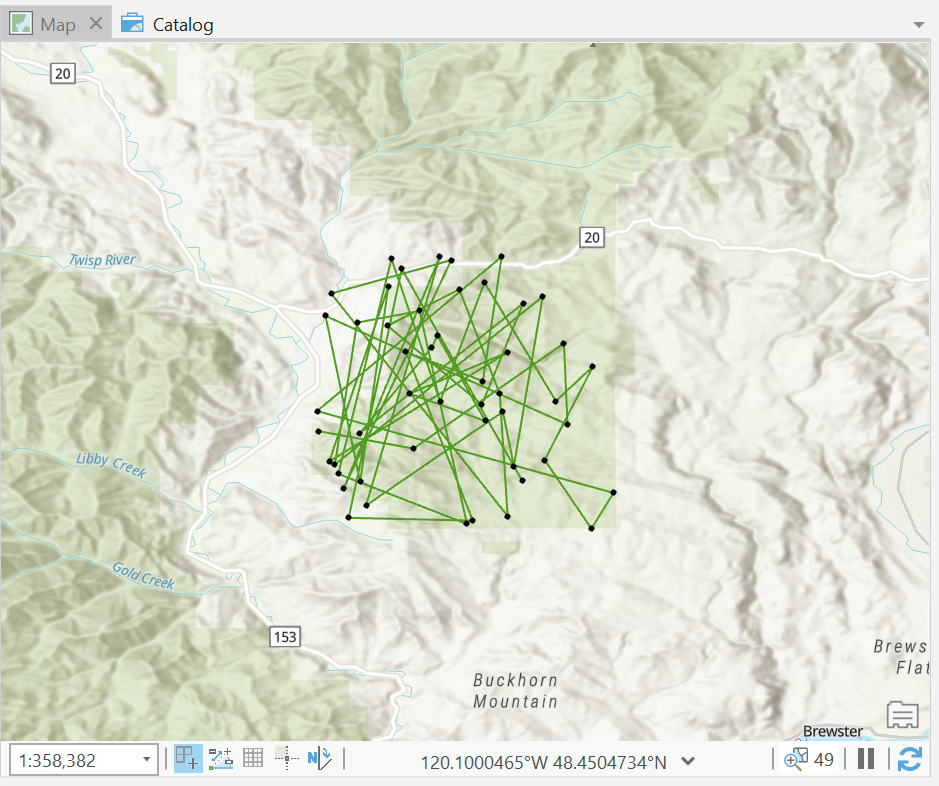 Map
Catalog
20
20
Twisp River
Libby Creek
Gold Creek
153
Buckhorn
Mountain
Brews
Flat
Brewster
1:358,382
N
120.1000465°W 48.4504734°N
49